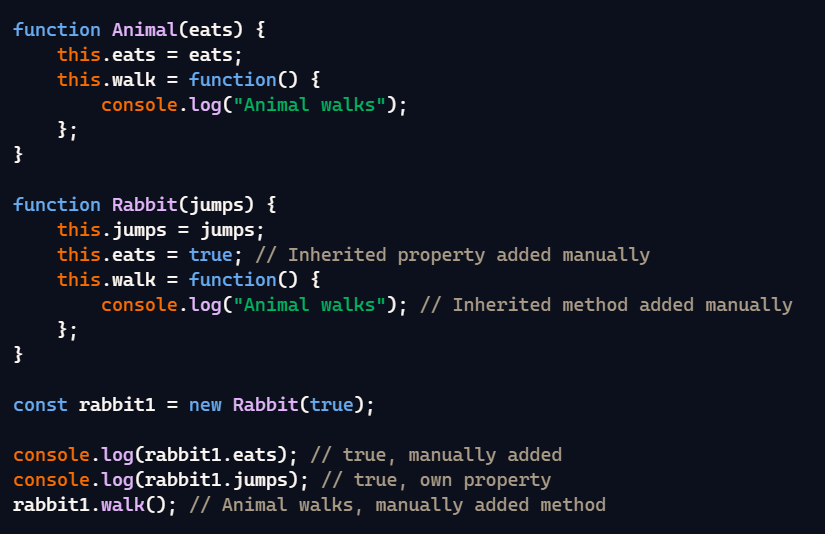 function Animal(eats) {
    this.eats = eats;
    this.walk = function() {
        console.log("Animal walks");
    };
}

function Rabbit(jumps) {
    this.jumps = jumps;
    this.eats = true; // Inherited property added manually
    this.walk = function() {
        console.log("Animal walks"); // Inherited method added manually
    };
}

const rabbit1 = new Rabbit(true);

console.log(rabbit1.eats); // true, manually added
console.log(rabbit1.jumps); // true, own property
rabbit1.walk(); // Animal walks, manually added method